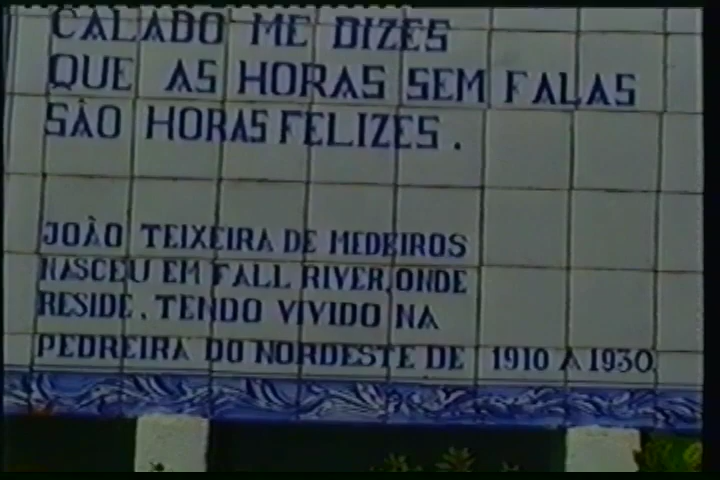 CALADO ME DIZES
QUE AS HORAS SEM FALAS
SÃO HORAS FELIZES.
JOÃO TEIXEIRA DE MEDEIROS
NASCEU EM FALL RIVER, ONDE
RESIDE, TENDO VIVIDO NA
PEDREIRA DO NORDESTE DE 1910 A 1930.